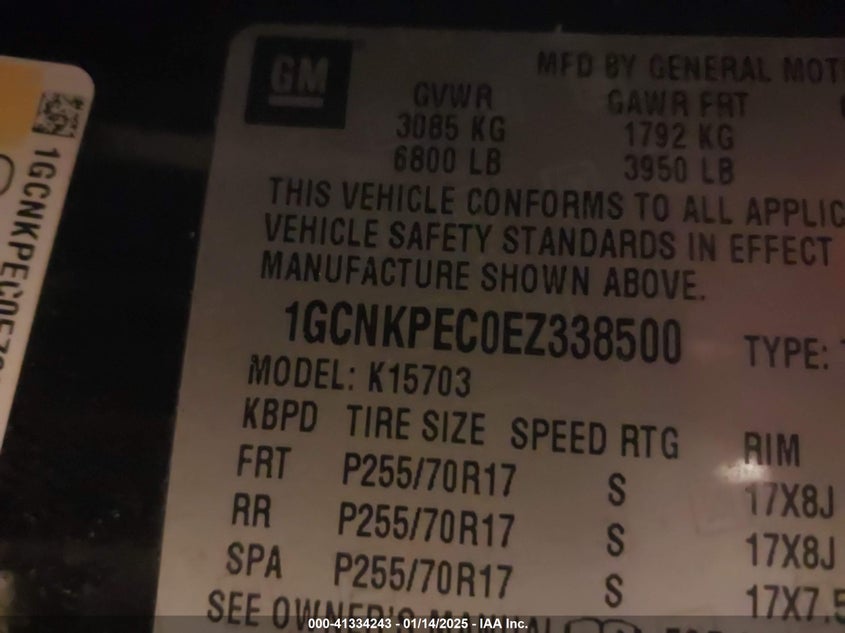 GM
MFD BY GENERAL
GVWR GAWR FRT
3085 KG 1792 KG
6800 LB 3950 LB
THIS VEHICLE CONFORMS TO ALL
VEHICLE SAFETY STANDARDS IN EFFECT
MANUFACTURE SHOWN ABOVE.
1GCNKPEC0EZ338500 TYPE:
MODEL: K15703
KBPD TIRE SIZE SPEED RTG RIM
FRT P255/70R17 S 17X8J
RR P255/70R17 S 17X8J
SPA P255/70R17 S 17X7.5
SEE OWNER'S MANUAL
000-41334243 - 01/14/2025 - IAA Inc.